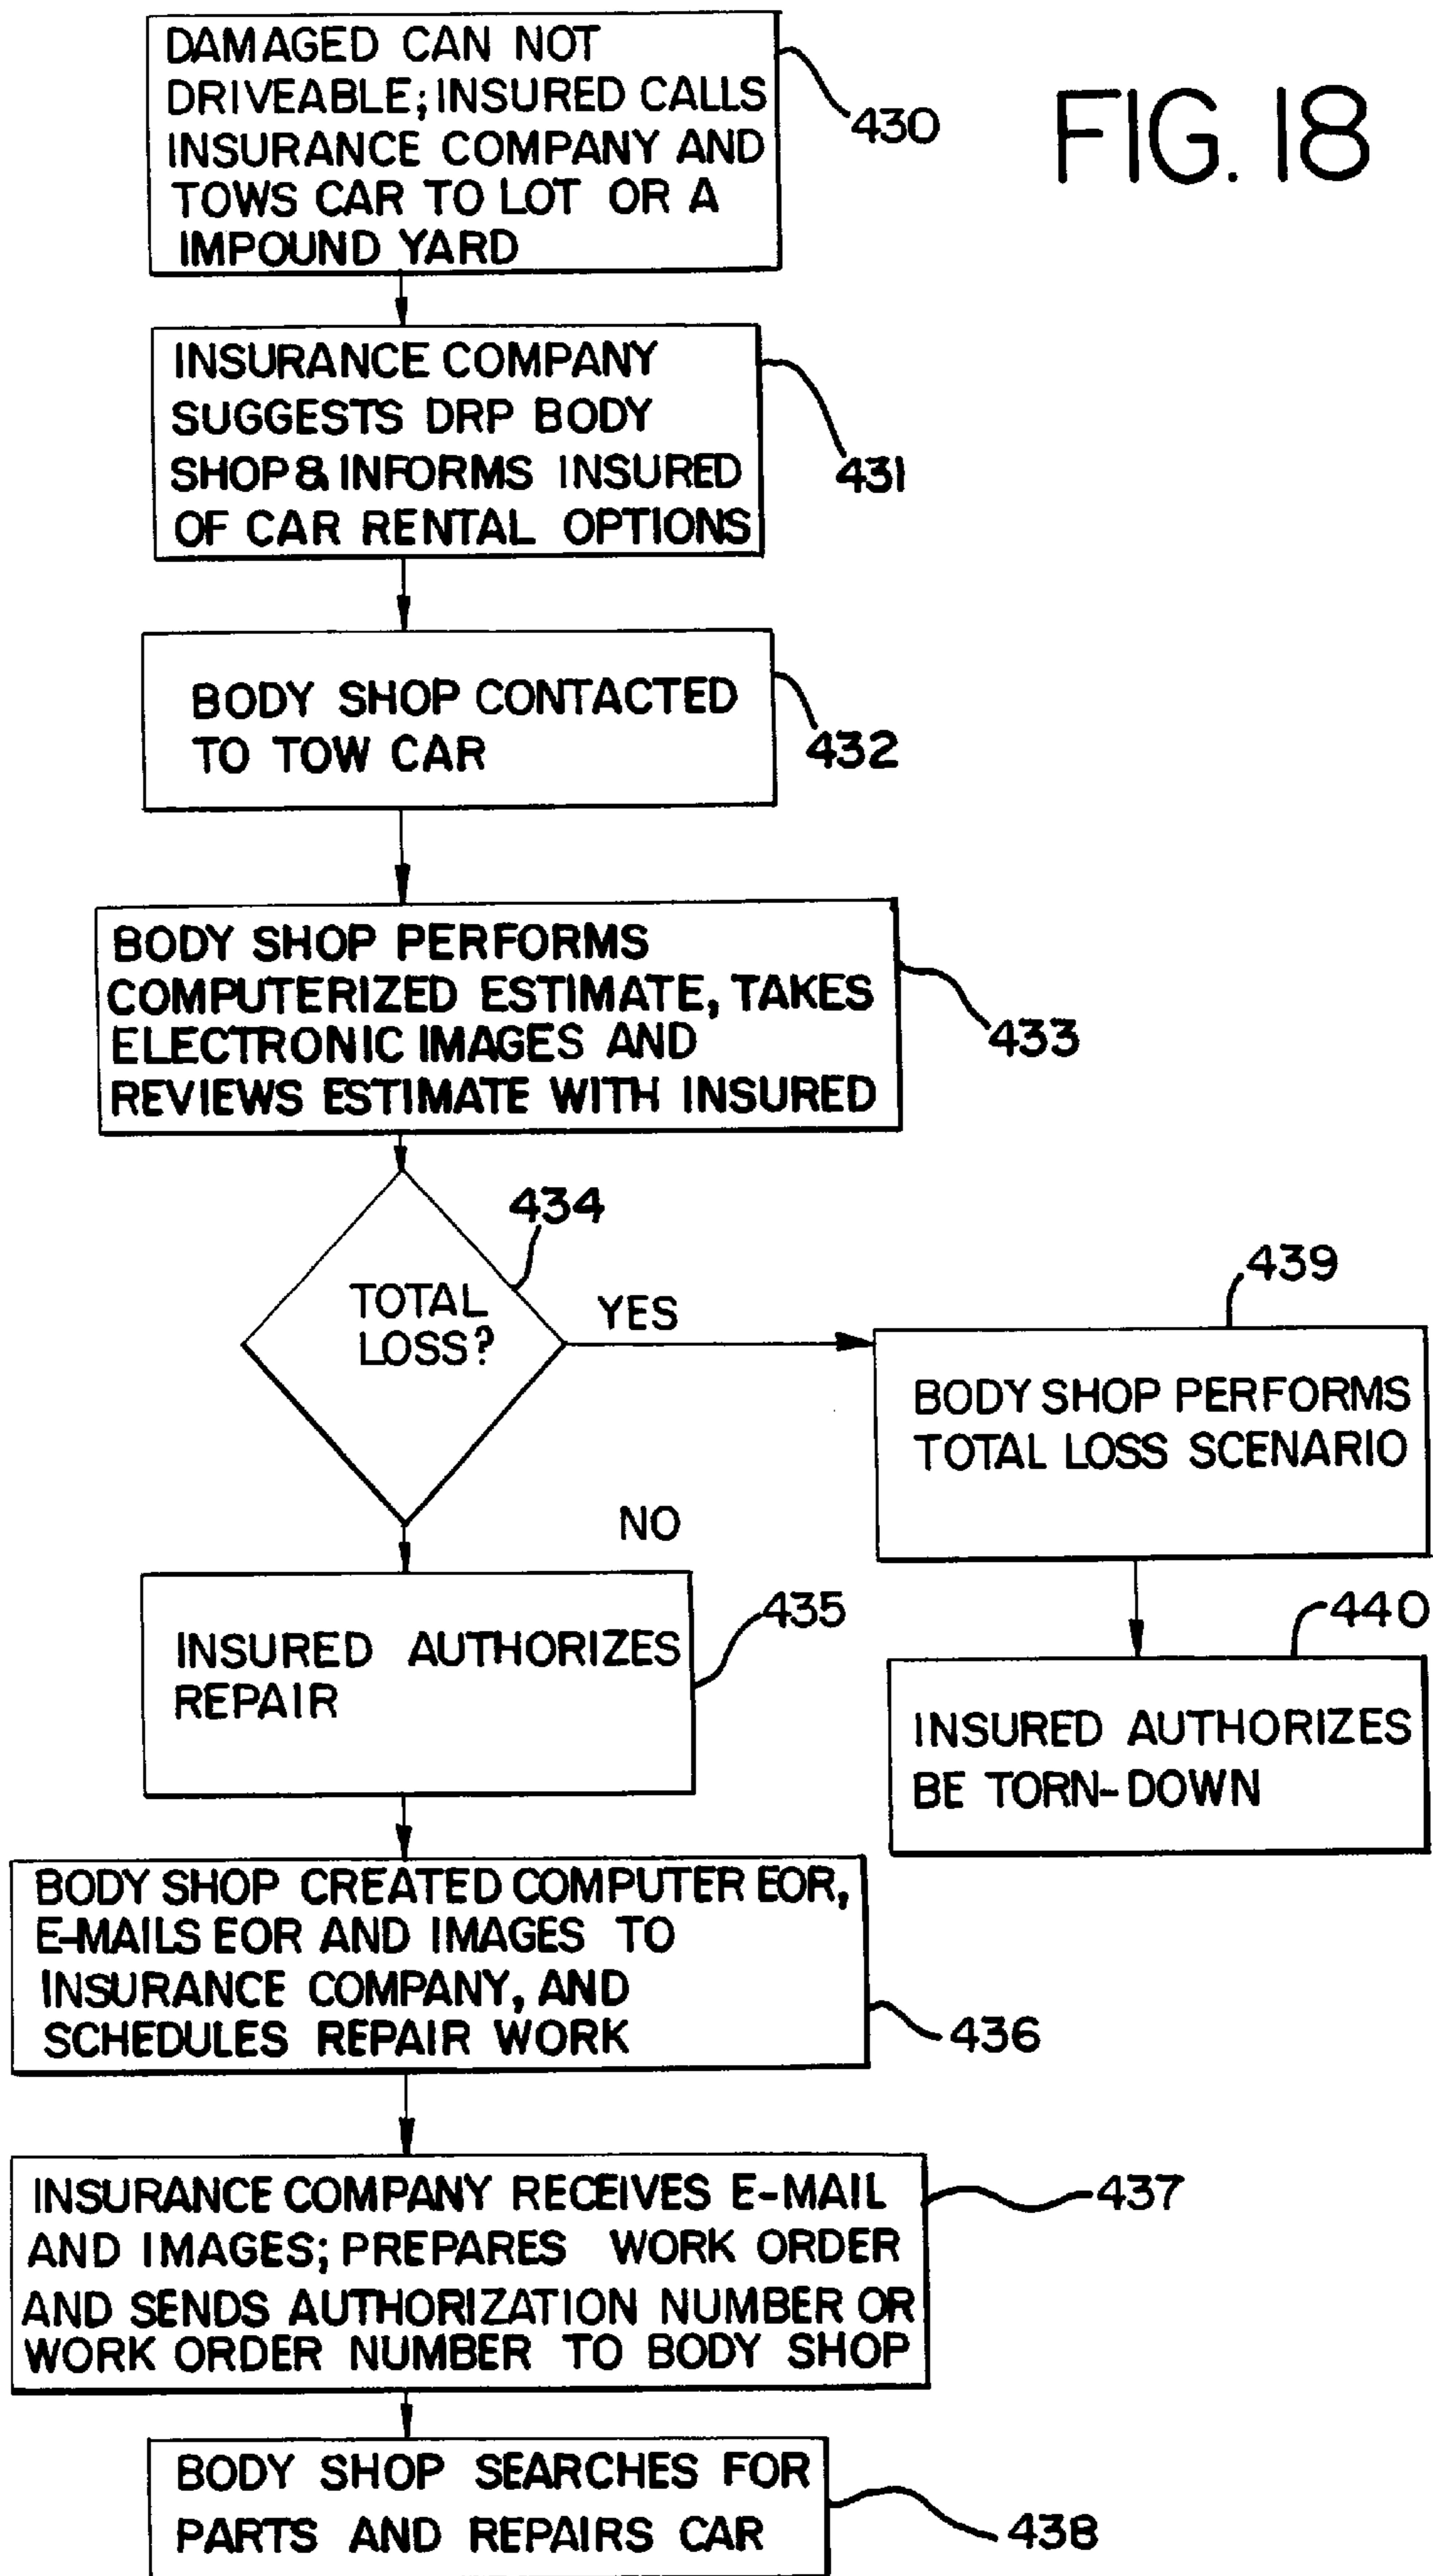 FIG. 18
DAMAGED CAN NOT
DRIVEABLE; INSURED CALLS
INSURANCE COMPANY AND
TOWS CAR TO LOT OR A
IMPOUND YARD
430
INSURANCE COMPANY
SUGGESTS DRP BODY
SHOP & INFORMS INSURED
OF CAR RENTAL OPTIONS
431
BODY SHOP CONTACTED
TO TOW CAR
432
BODY SHOP PERFORMS
COMPUTERIZED ESTIMATE, TAKES
ELECTRONIC IMAGES AND
REVIEWS ESTIMATE WITH INSURED
433
434
TOTAL
LOSS?
YES
NO
439
BODY SHOP PERFORMS
TOTAL LOSS SCENARIO
440
INSURED AUTHORIZES
BE TORN-DOWN
INSURED AUTHORIZES
REPAIR
435
BODY SHOP CREATED COMPUTER EOR,
E-MAILS EOR AND IMAGES TO
INSURANCE COMPANY, AND
SCHEDULES REPAIR WORK
436
INSURANCE COMPANY RECEIVES E-MAIL
AND IMAGES; PREPARES WORK ORDER
AND SENDS AUTHORIZATION NUMBER OR
WORK ORDER NUMBER TO BODY SHOP
437
BODY SHOP SEARCHES FOR
PARTS AND REPAIRS CAR
438